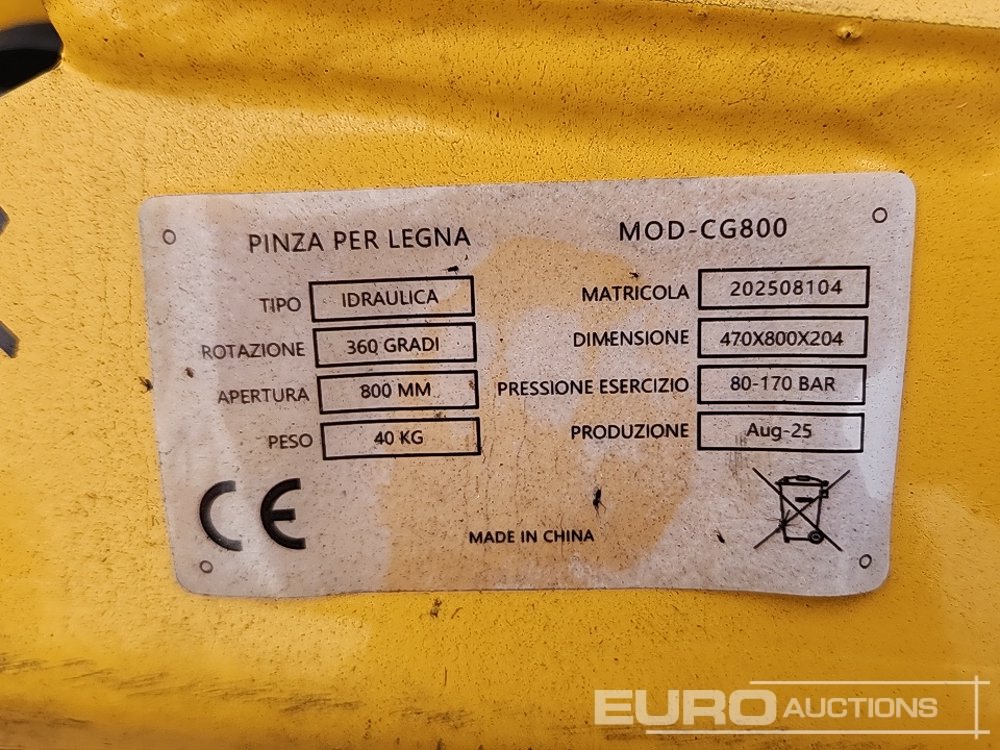 PINZA PER LEGNA MOD-CG800
TIPO IDRAULICA MATRICOLA 202508104
ROTAZIONE 360 GRADI DIMENSIONE 470X800X204
APERTURA 800 MM PRESSIONE ESERCIZIO 80-170 BAR
PESO 40 KG PRODUZIONE Aug-25
CE MADE IN CHINA
EURO AUCTIONS